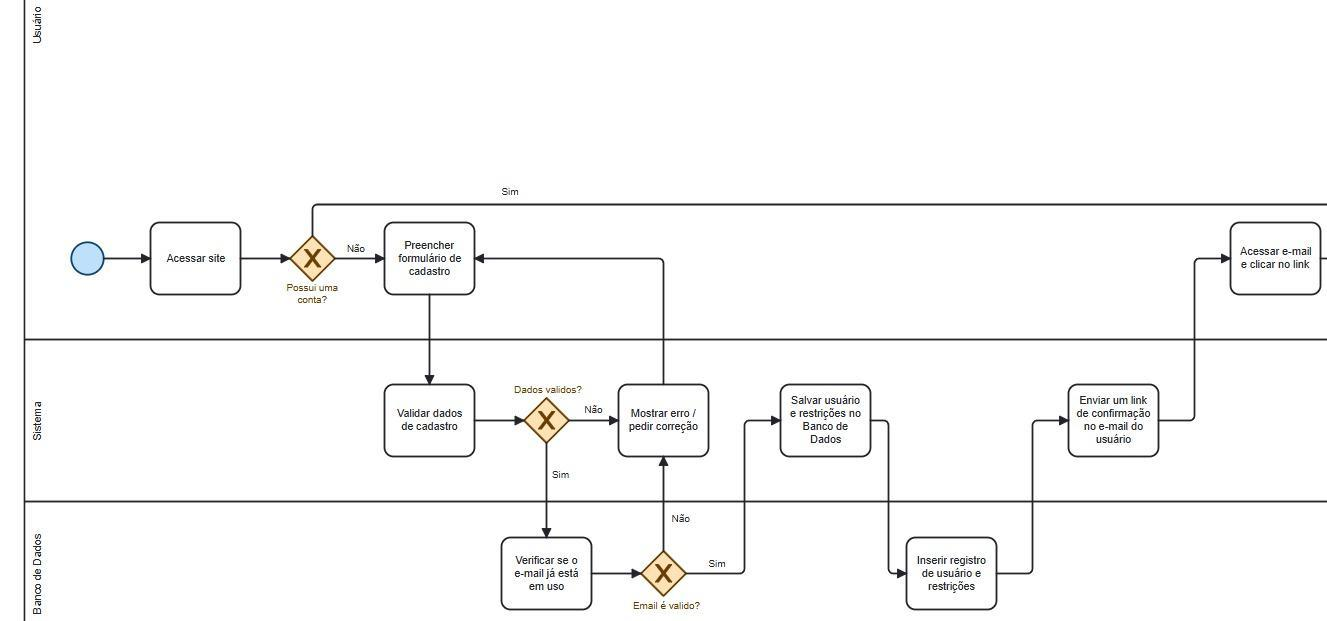 Usuário
Sim
Acessar site
Possui uma
conta?
Não
Preencher
formulário de
cadastro
Acessar e-mail
e clicar no link
Sistema
Validar dados
de cadastro
Dados validos?
Não
Sim
Mostrar erro /
pedir correção
Salvar usuário
e restrições no
Banco de
Dados
Enviar um link
de confirmação
no e-mail do
usuário
Banco de Dados
Verificar se o
e-mail já está
em uso
Não
Sim
Email é valido?
Inserir registro
de usuário e
restrições